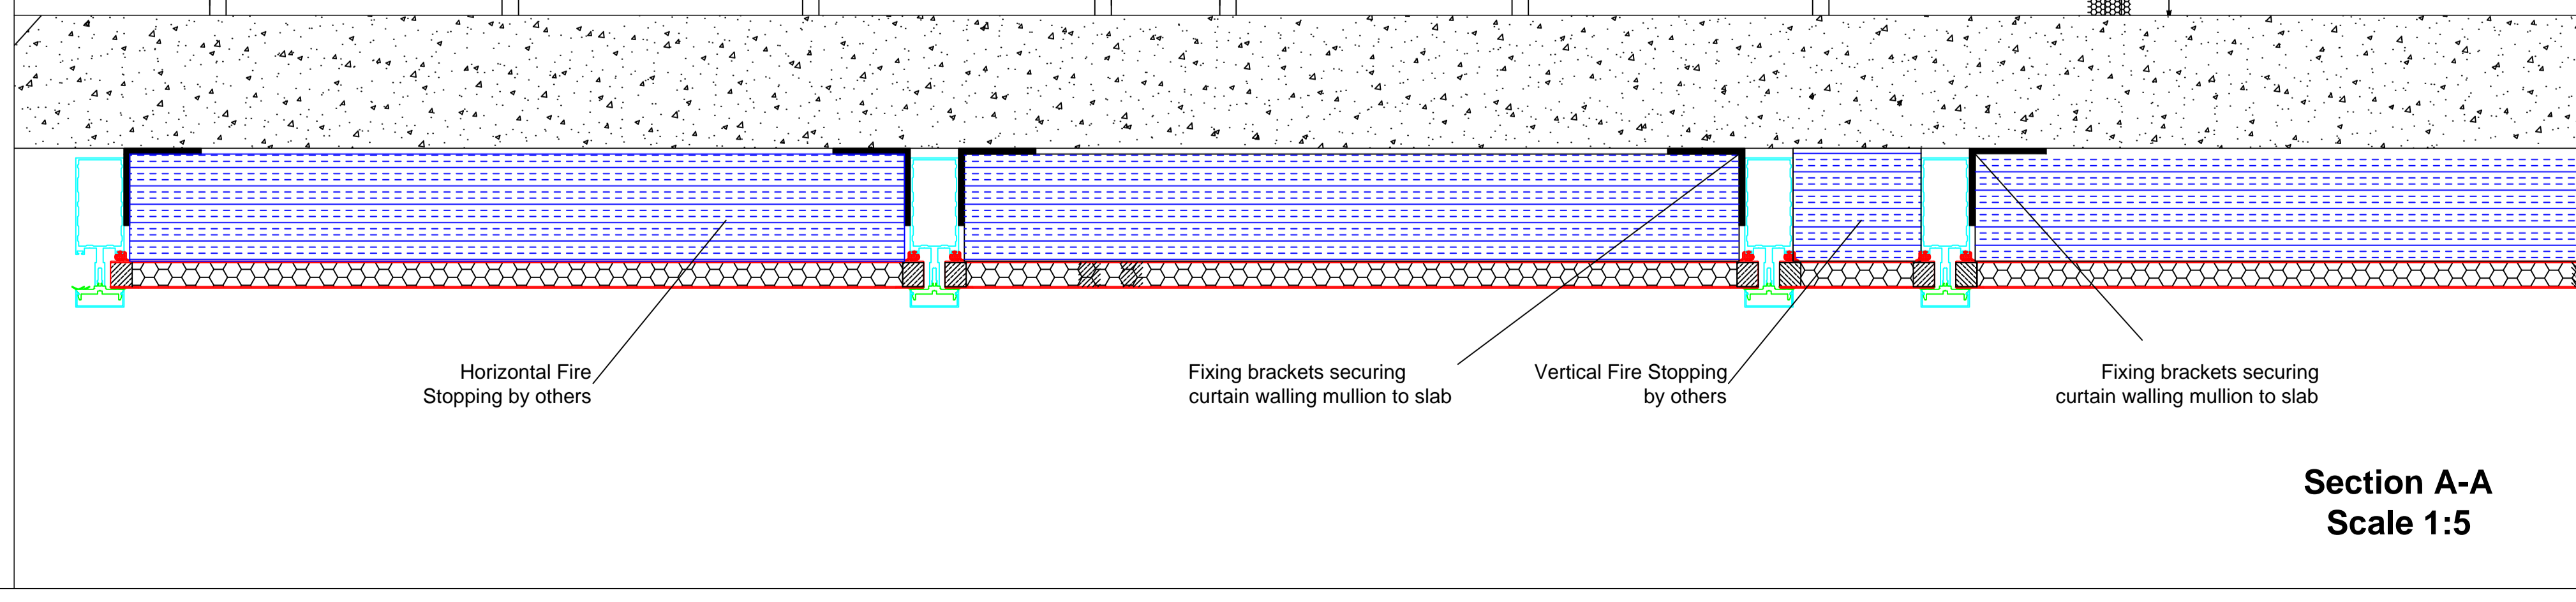 Horizontal Fire
Stopping by others
Fixing brackets securing
curtain walling mullion to slab
Vertical Fire Stopping
by others
Fixing brackets securing
curtain walling mullion to slab
Section A-A
Scale 1:5